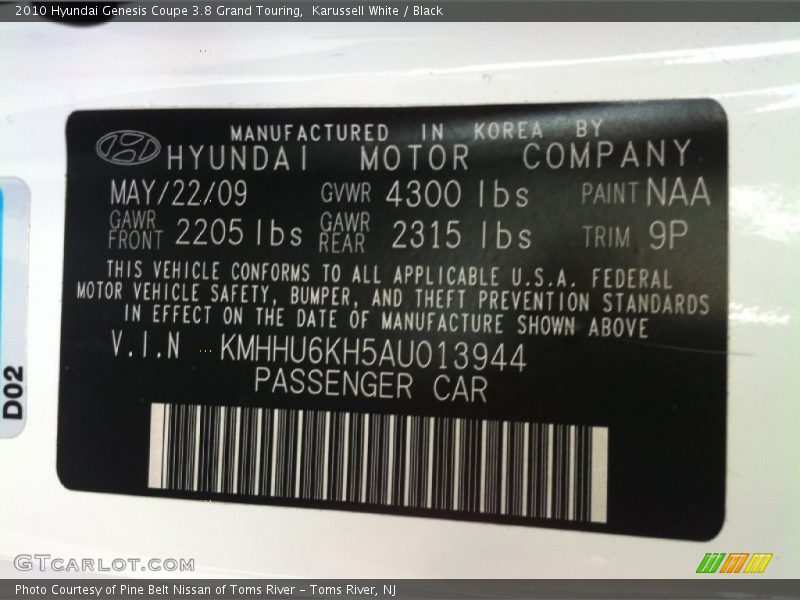 2010 Hyundai Genesis Coupe 3.8 Grand Touring,  Karussell White / Black
MANUFACTURED IN KOREA BY
HYUNDAI MOTOR COMPANY
MAY/22/09 GVWR 4300 lbs PAINT NAA
GAWR FRONT 2205 lbs GAWR REAR 2315 lbs TRIM 9P
THIS VEHICLE CONFORMS TO ALL APPLICABLE U.S.A. FEDERAL
MOTOR VEHICLE SAFETY, BUMPER, AND THEFT PREVENTION STANDARDS
IN EFFECT ON THE DATE OF MANUFACTURE SHOWN ABOVE
V.I.N KMHHU6KH5AU013944
PASSENGER CAR
D02
GTCARLOT.COM
Photo Courtesy of Pine Belt Nissan of Toms River – Toms River, NJ